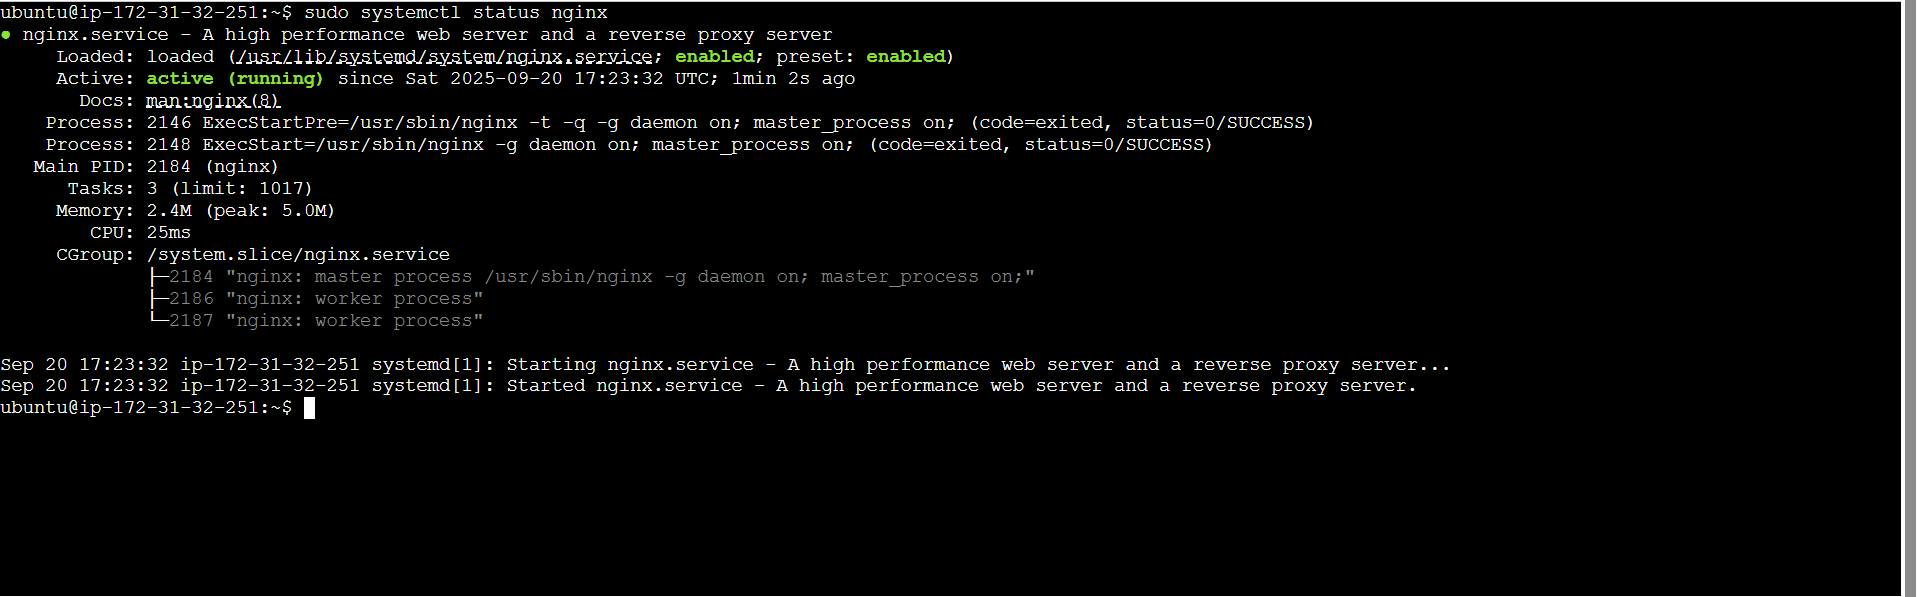 ubuntu@ip-172-31-32-251:~$ sudo systemctl status nginx
● nginx.service - A high performance web server and a reverse proxy server
     Loaded: loaded (/usr/lib/systemd/system/nginx.service; enabled; preset: enabled)
     Active: active (running) since Sat 2025-09-20 17:23:32 UTC; 1min 2s ago
       Docs: man:nginx(8)
    Process: 2146 ExecStartPre=/usr/sbin/nginx -t -q -g daemon on; master_process on; (code=exited, status=0/SUCCESS)
    Process: 2148 ExecStart=/usr/sbin/nginx -g daemon on; master_process on; (code=exited, status=0/SUCCESS)
   Main PID: 2184 (nginx)
      Tasks: 3 (limit: 1017)
     Memory: 2.4M (peak: 5.0M)
        CPU: 25ms
     CGroup: /system.slice/nginx.service
             ├─2184 "nginx: master process /usr/sbin/nginx -g daemon on; master_process on;"
             ├─2186 "nginx: worker process"
             └─2187 "nginx: worker process"

Sep 20 17:23:32 ip-172-31-32-251 systemd[1]: Starting nginx.service - A high performance web server and a reverse proxy server...
Sep 20 17:23:32 ip-172-31-32-251 systemd[1]: Started nginx.service - A high performance web server and a reverse proxy server.
ubuntu@ip-172-31-32-251:~$